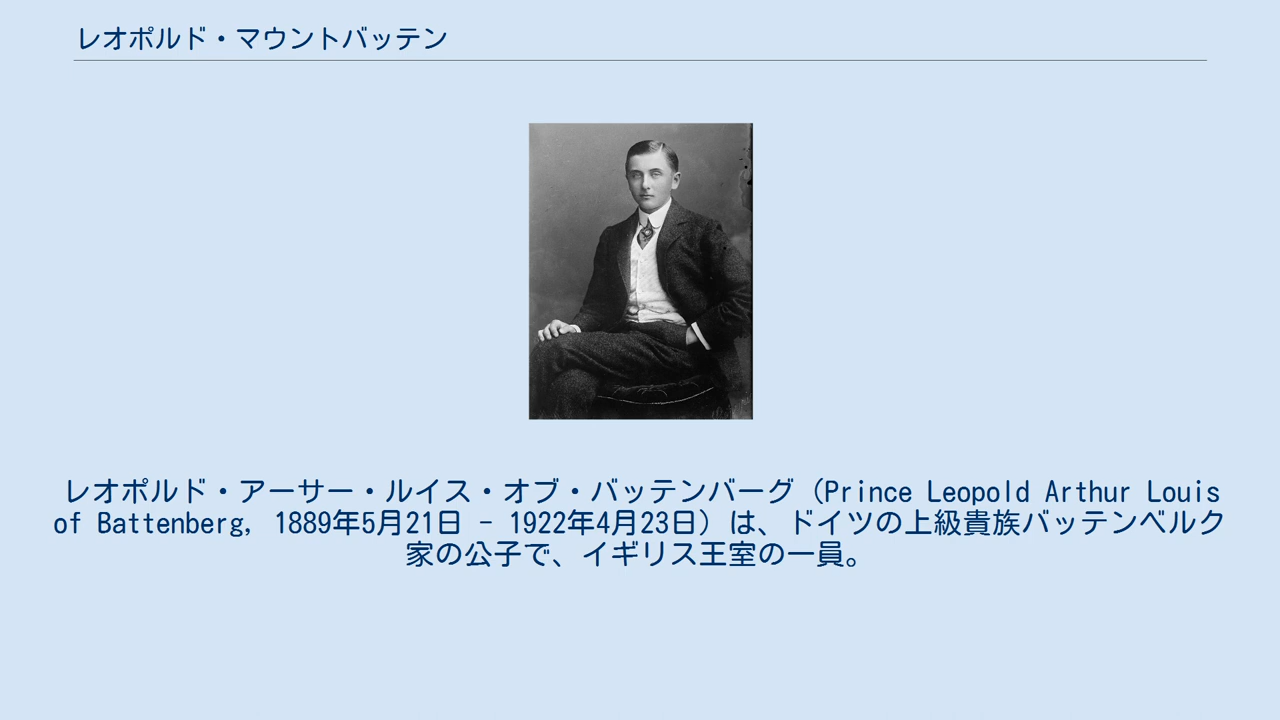 レオポルド・マウントバッテン
レオポルド・アーサー・ルイス・オブ・バッテンバーグ（Prince Leopold Arthur Louis
of Battenberg, 1889年5月21日 - 1922年4月23日）は、ドイツの上級貴族バッテンベルク
家の公子で、イギリス王室の一員。